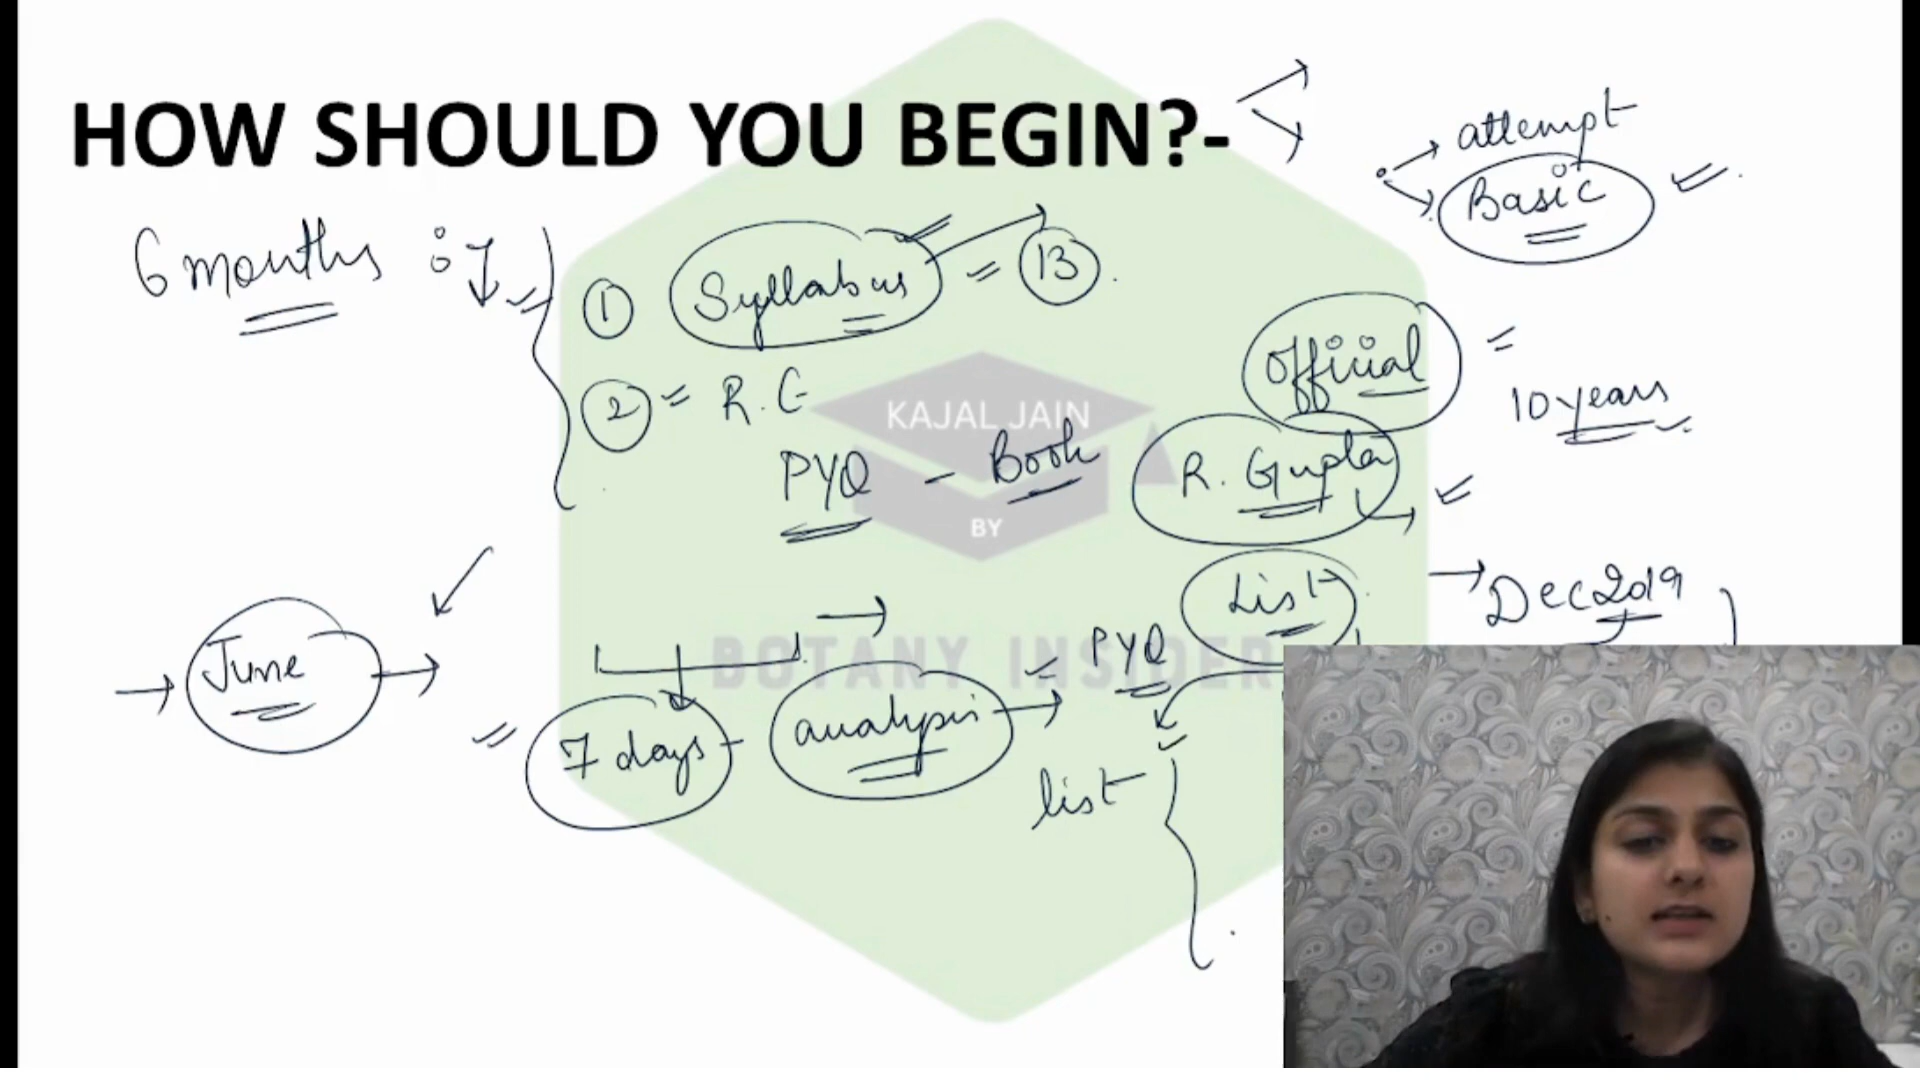 HOW SHOULD YOU BEGIN?-
attempt
Basic
6 months :
1 Syllabus = 13
official
10 years
2 = R. G
KAJAL JAIN
PYQ - Book R. Gupta
BY
List
Dec 2019
BOTANY INSIDER
June
PYQ
7 days - analysis
list